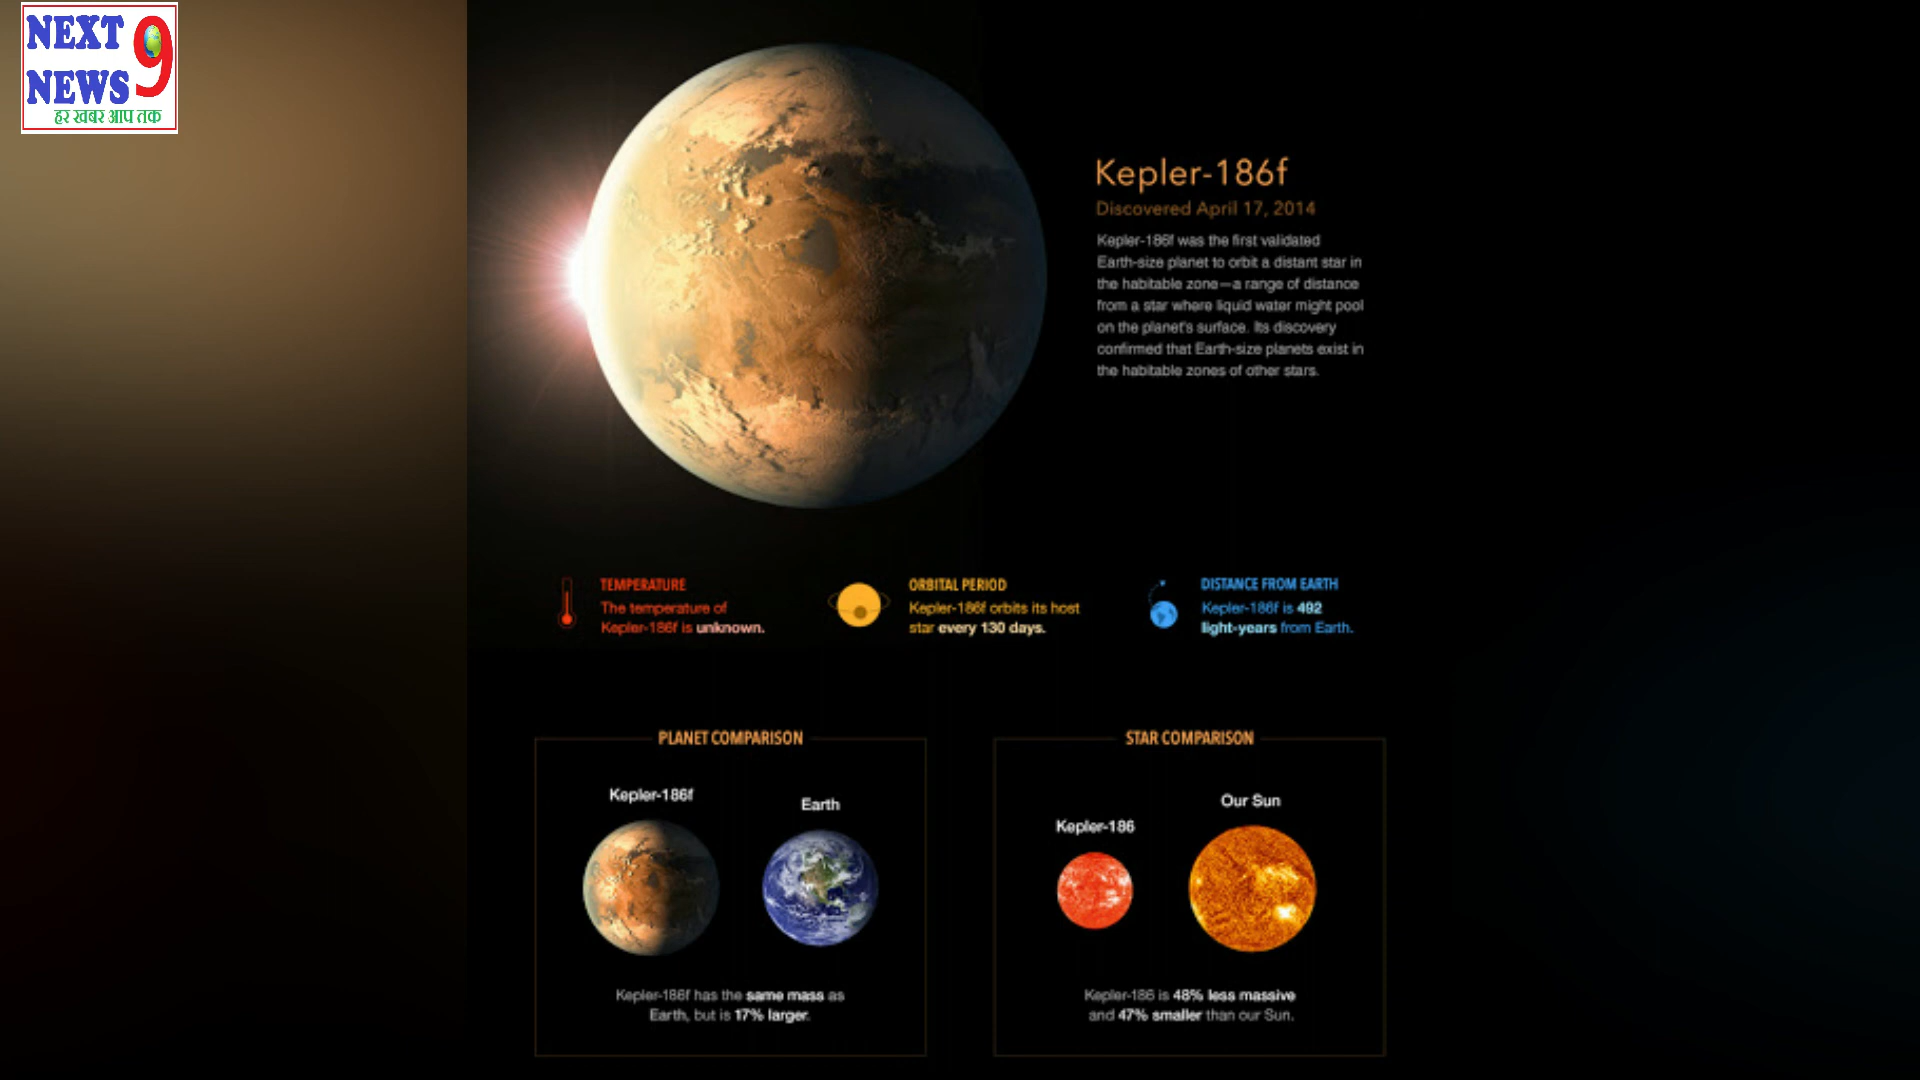 NEXT
NEWS 9
हर खबर आप तक
Kepler-186f
Discovered April 17, 2014
Kepler-186f was the first validated
Earth-size planet to orbit a distant star in
the habitable zone—a range of distance
from a star where liquid water might pool
on the planet's surface. Its discovery
confirmed that Earth-size planets exist in
the habitable zones of other stars.
TEMPERATURE
The temperature of
Kepler-186f is unknown.
ORBITAL PERIOD
Kepler-186f orbits its host
star every 130 days.
DISTANCE FROM EARTH
Kepler-186f is 492
light-years from Earth.
PLANET COMPARISON
Kepler-186f
Earth
Kepler-186f has the same mass as
Earth, but is 17% larger.
STAR COMPARISON
Kepler-186
Our Sun
Kepler-186 is 48% less massive
and 47% smaller than our Sun.